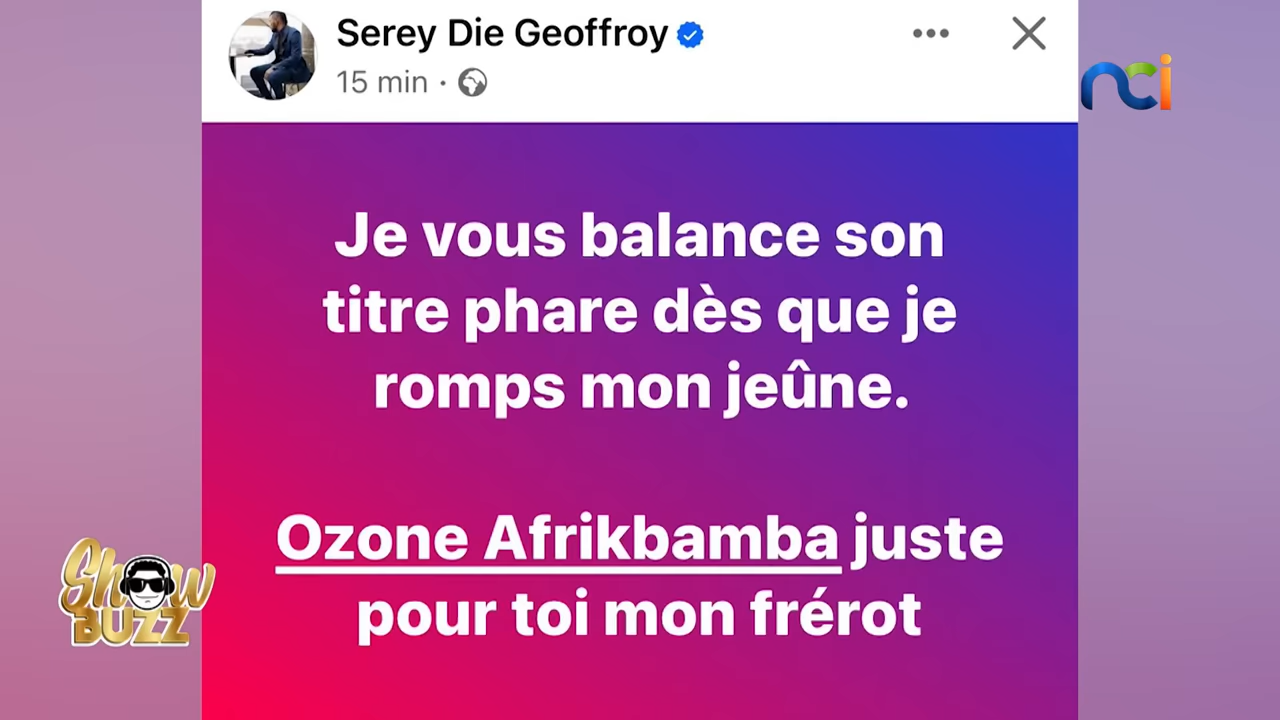 Serey Die Geoffroy
15 min ·
nci
Je vous balance son
titre phare dès que je
romps mon jeûne.
Ozone Afrikbamba juste
pour toi mon frérot
Show
BUZZ